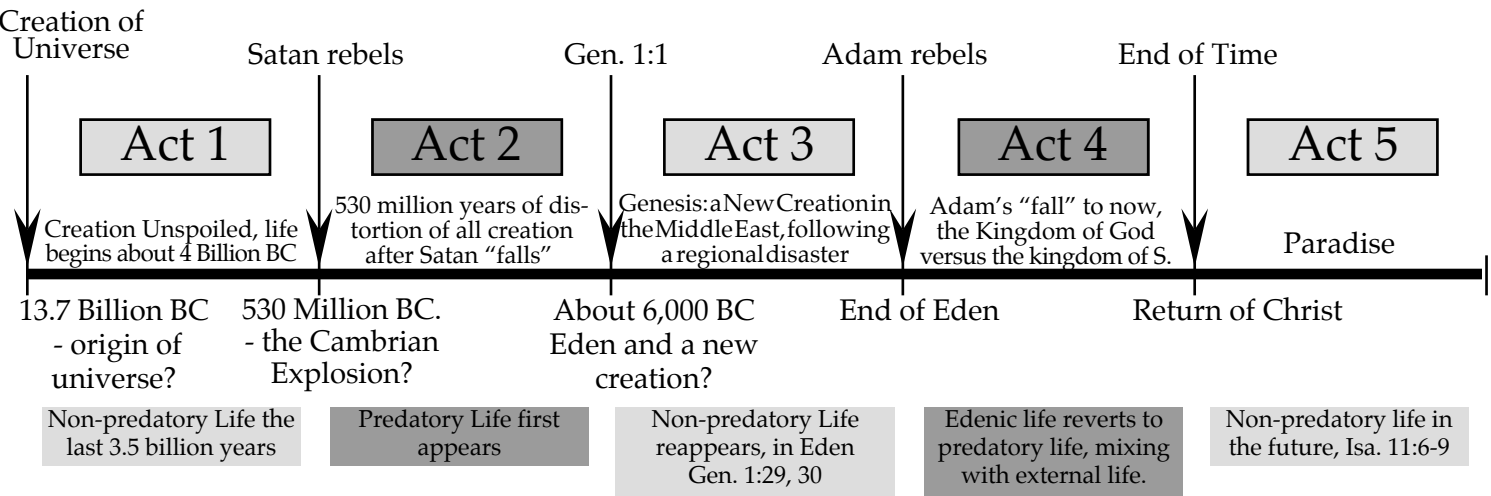 Creation of
Universe
Satan rebels
Gen. 1:1
Adam rebels
End of Time
Act 1
Act 2
Act 3
Act 4
Act 5
Creation Unspoiled, life
begins about 4 Billion BC
530 million years of dis-
tortion of all creation
after Satan “falls”
Genesis: a New Creation in
the Middle East, following
a regional disaster
Adam’s “fall” to now,
the Kingdom of God
versus the kingdom of S.
Paradise
13.7 Billion BC
- origin of
universe?
530 Million BC.
- the Cambrian
Explosion?
About 6,000 BC
Eden and a new
creation?
End of Eden
Return of Christ
Non-predatory Life the
last 3.5 billion years
Predatory Life first
appears
Non-predatory Life
reappears, in Eden
Gen. 1:29, 30
Edenic life reverts to
predatory life, mixing
with external life.
Non-predatory life in
the future, Isa. 11:6-9